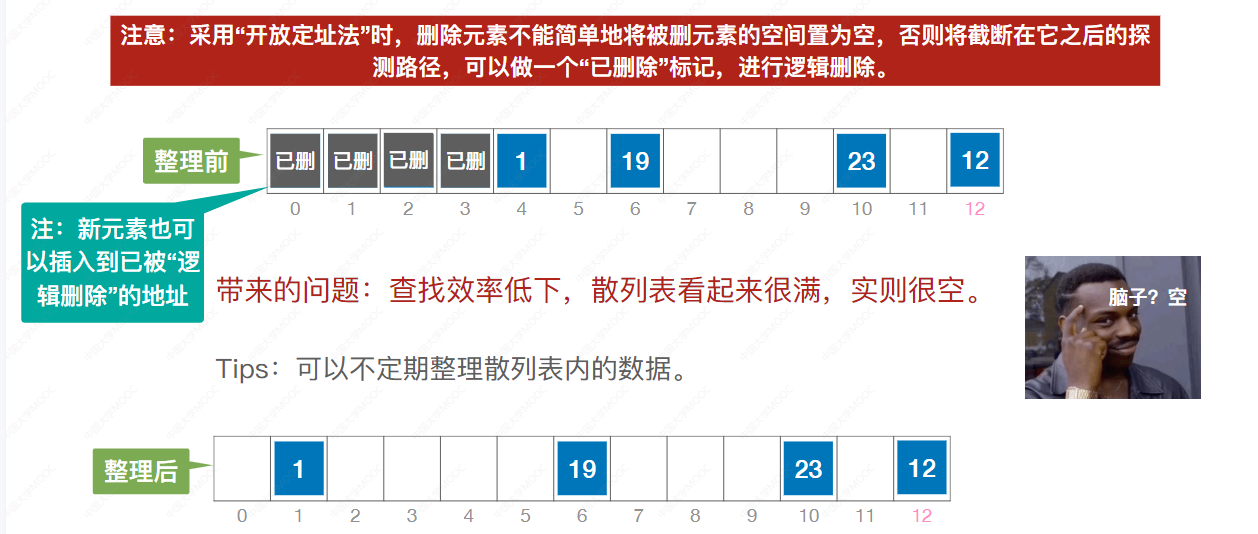 注意：采用“开放定址法”时，删除元素不能简单地将被删元素的空间置为空，否则将截断在它之后的探
测路径，可以做一个“已删除”标记，进行逻辑删除。
整理前
已删 已删 已删 已删 1 19 23 12
0 1 2 3 4 5 6 7 8 9 10 11 12
注：新元素也可
以插入到已被“逻
辑删除”的地址
带来的问题：查找效率低下，散列表看起来很满，实则很空。
脑子？空
Tips：可以不定期整理散列表内的数据。
整理后
1 19 23 12
0 1 2 3 4 5 6 7 8 9 10 11 12
中国大学MOOC